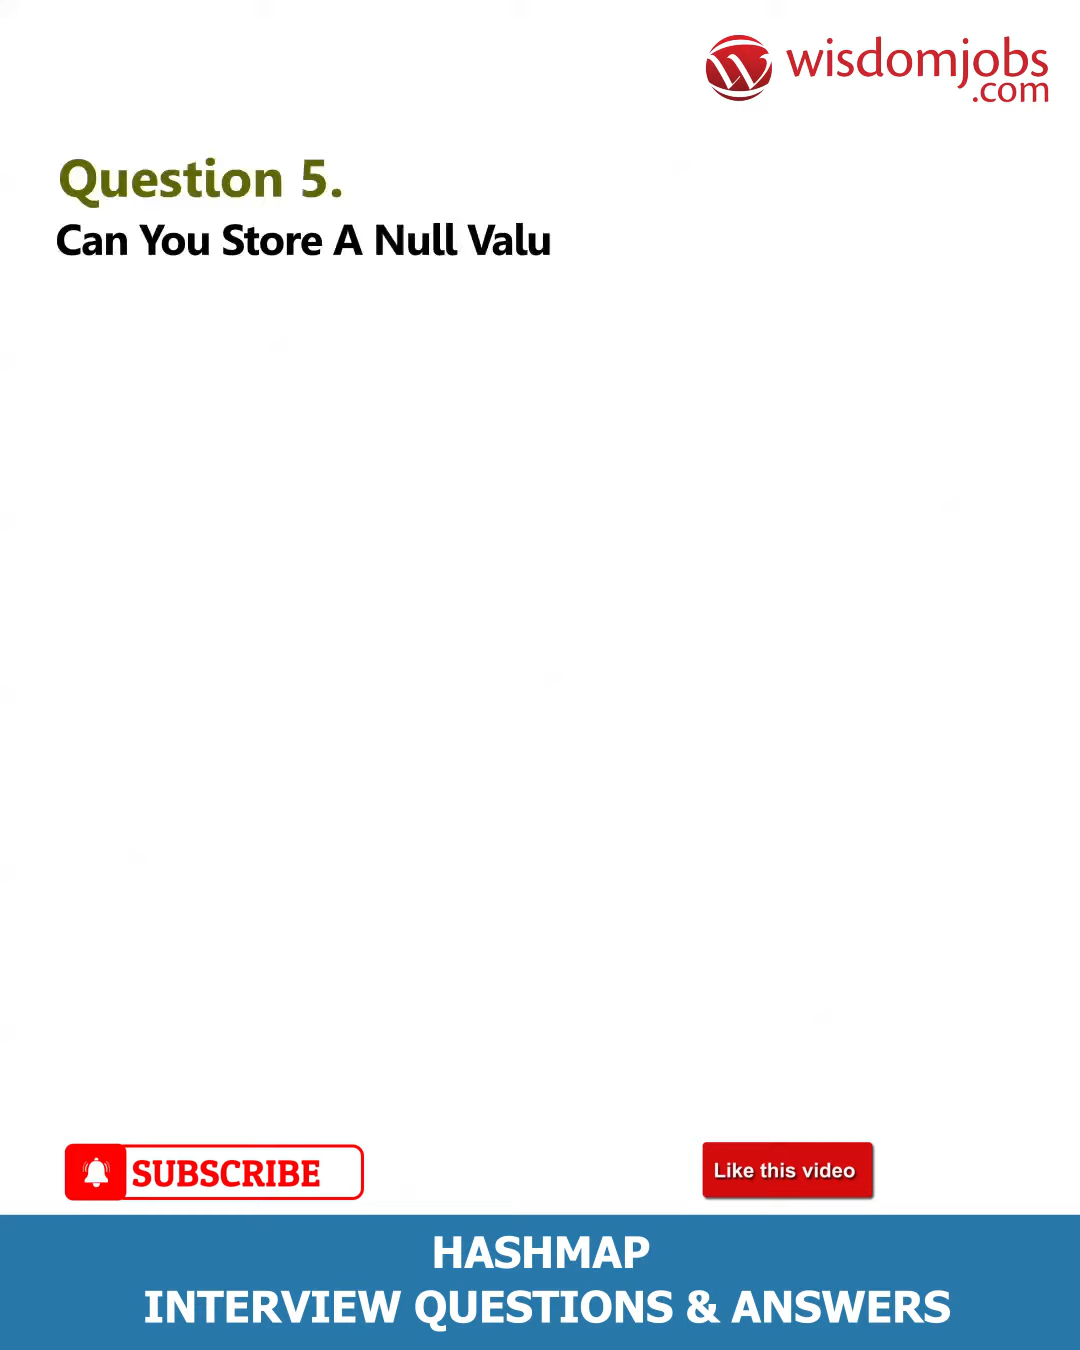 wisdomjobs
.com
Question 5.
Can You Store A Null Valu
SUBSCRIBE
Like this video
HASHMAP
INTERVIEW QUESTIONS & ANSWERS